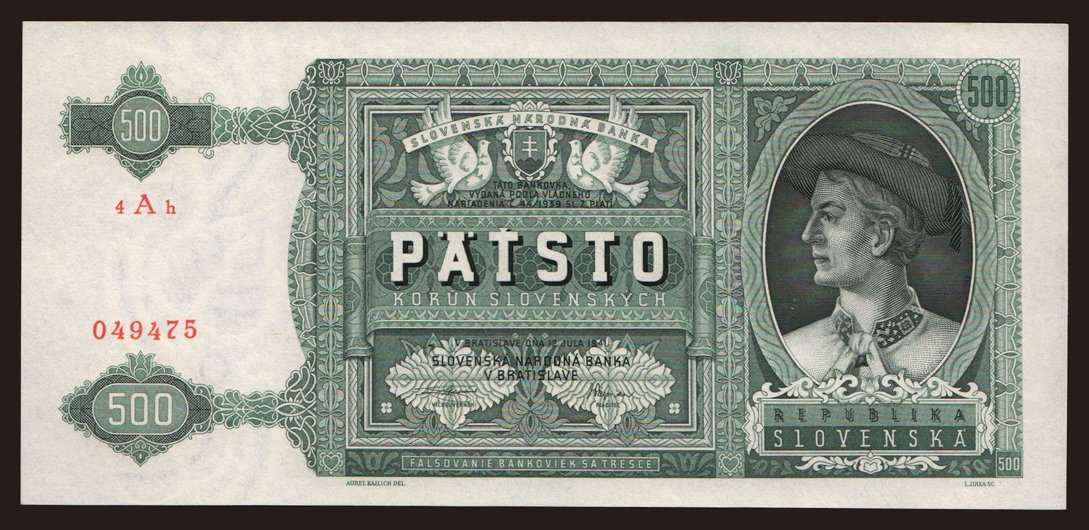 500
4 A h
049475
500
SLOVENSKÁ NÁRODNÁ BANKA
TÁTO BANKOVKA,
VYDANÁ PODĽA VLÁDNEHO
NARIADENIA Č. 44/1939 SL. Z. PLATÍ
PÄŤSTO
KORÚN SLOVENSKÝCH
V BRATISLAVE DŇA 12. JÚLA 1941
SLOVENSKÁ NÁRODNÁ BANKA
V BRATISLAVE
FALŠOVANIE BANKOVIEK SA TRESCE
AUREL KAJLICH DEL.
500
REPUBLIKA
SLOVENSKÁ
500
L. JIRKA SC.